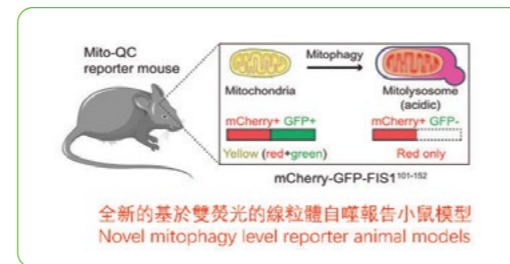 Mito-QC
reporter mouse
Mitophagy
Mitochondria
Mitolysosome
(acidic)
mCherry+ GFP+
mCherry+ GFP-
Yellow (red+green)
Red only
mCherry-GFP-FIS1¹⁰¹⁻¹⁵²
全新的基於雙熒光的線粒體自噬報告小鼠模型
Novel mitophagy level reporter animal models